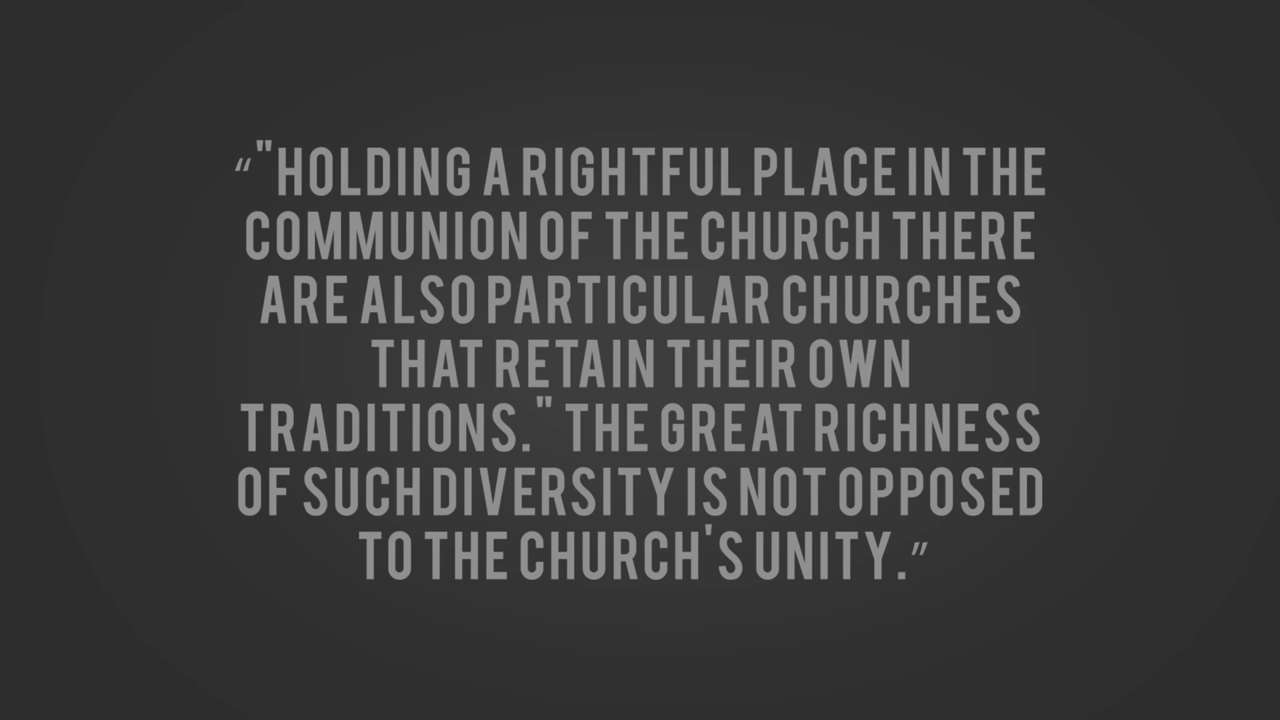 “"HOLDING A RIGHTFUL PLACE IN THE
COMMUNION OF THE CHURCH THERE
ARE ALSO PARTICULAR CHURCHES
THAT RETAIN THEIR OWN
TRADITIONS." THE GREAT RICHNESS
OF SUCH DIVERSITY IS NOT OPPOSED
TO THE CHURCH'S UNITY.”